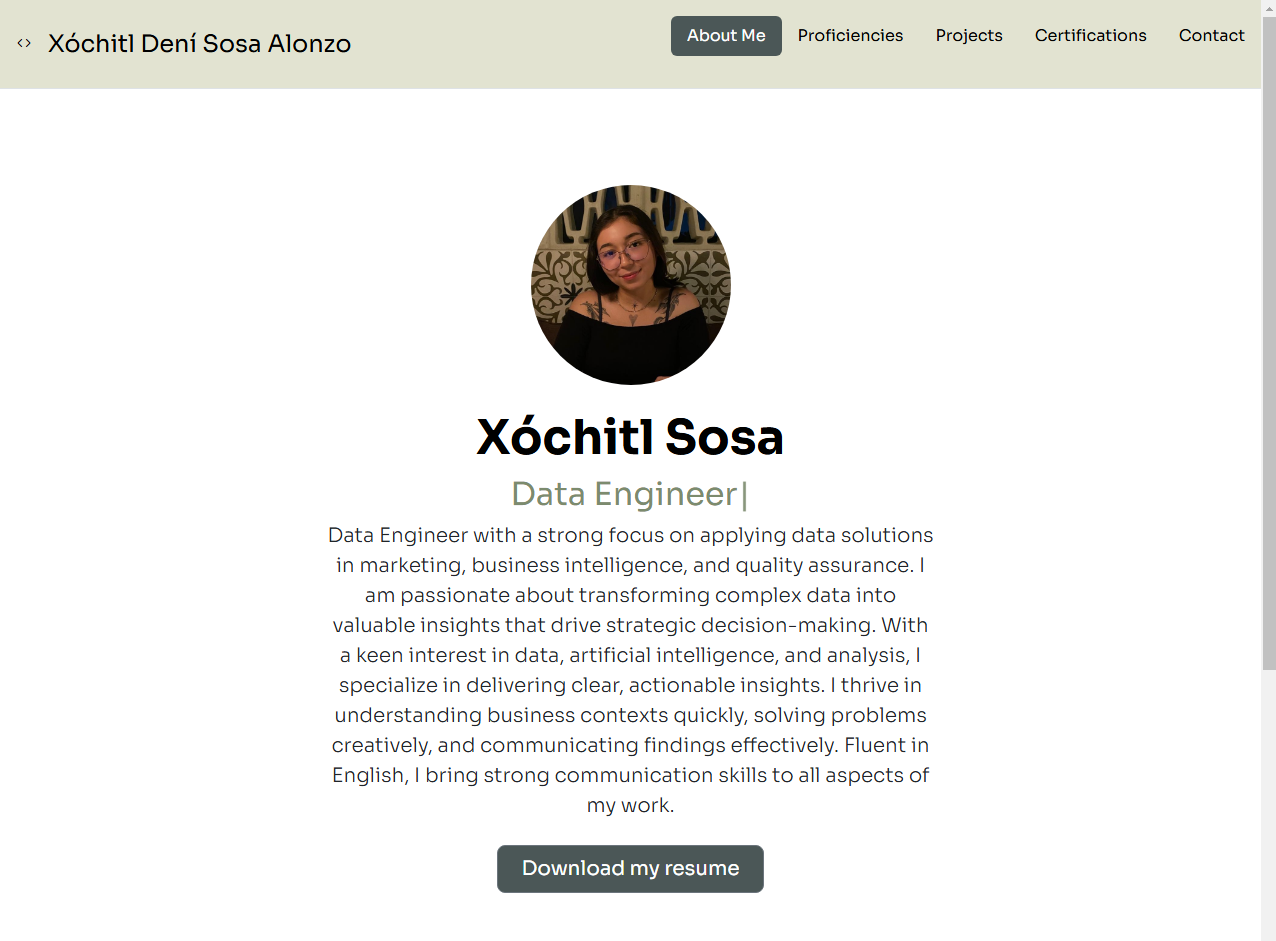 <> Xóchitl Dení Sosa Alonzo
About Me Proficiencies Projects Certifications Contact
Xóchitl Sosa
Data Engineer|
Data Engineer with a strong focus on applying data solutions
in marketing, business intelligence, and quality assurance. I
am passionate about transforming complex data into
valuable insights that drive strategic decision-making. With
a keen interest in data, artificial intelligence, and analysis, I
specialize in delivering clear, actionable insights. I thrive in
understanding business contexts quickly, solving problems
creatively, and communicating findings effectively. Fluent in
English, I bring strong communication skills to all aspects of
my work.
Download my resume